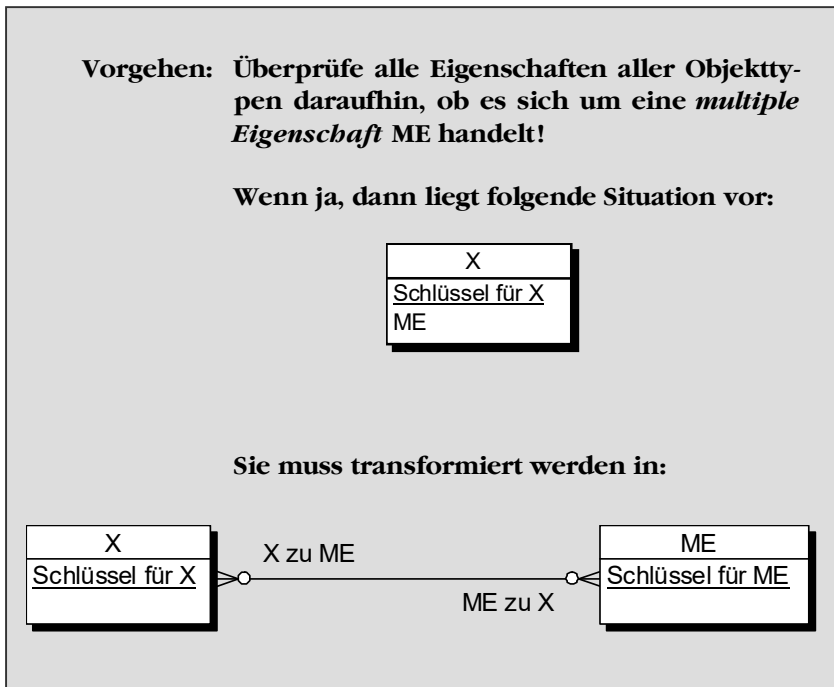 Vorgehen: Überprüfe alle Eigenschaften aller Objektty-
pen daraufhin, ob es sich um eine multiple
Eigenschaft ME handelt!
Wenn ja, dann liegt folgende Situation vor:
X
Schlüssel für X
ME
Sie muss transformiert werden in:
X
Schlüssel für X
X zu ME
ME zu X
ME
Schlüssel für ME